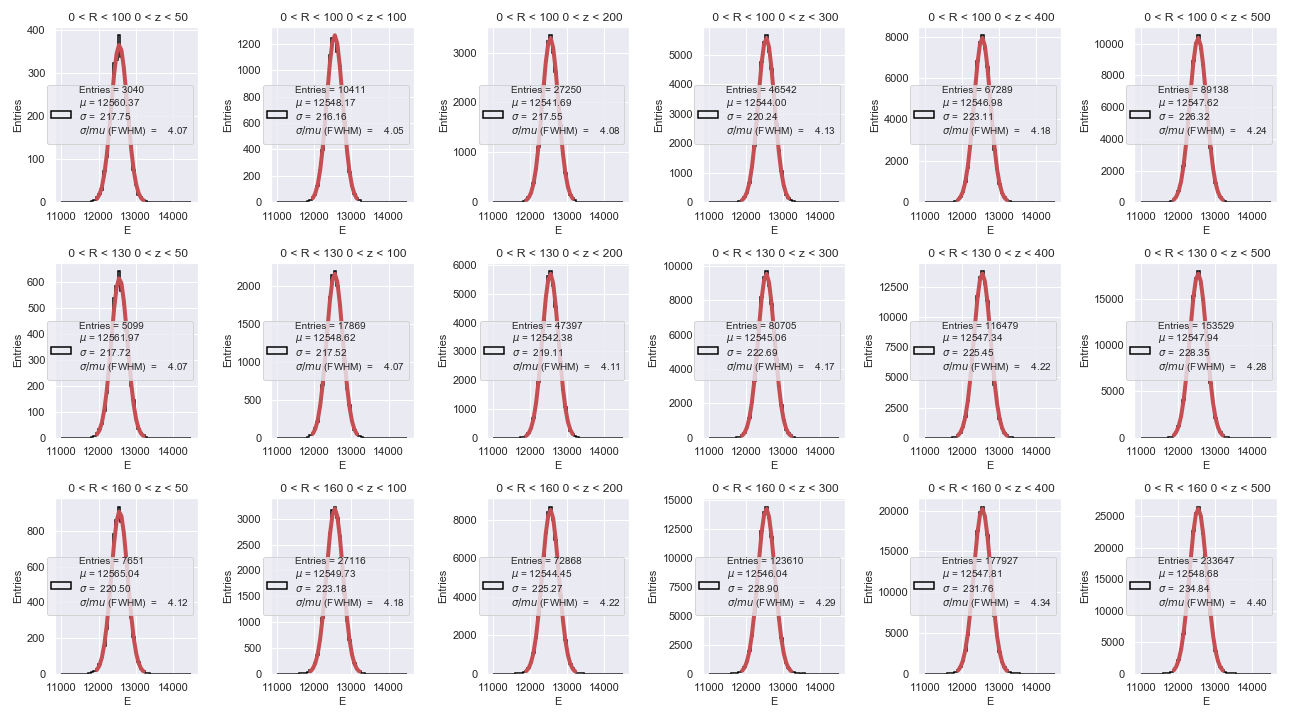 0 < R < 100 0 < z < 50
Entries
400
300
200
100
0
Entries = 3040
μ = 12560.37
σ = 217.75
σ/mu (FWHM) = 4.07
11000 12000 13000 14000
E
0 < R < 100 0 < z < 100
Entries
1200
1000
800
600
400
200
0
Entries = 10411
μ = 12548.17
σ = 216.16
σ/mu (FWHM) = 4.05
11000 12000 13000 14000
E
0 < R < 100 0 < z < 200
Entries
3000
2000
1000
0
Entries = 27250
μ = 12541.69
σ = 217.55
σ/mu (FWHM) = 4.08
11000 12000 13000 14000
E
0 < R < 100 0 < z < 300
Entries
5000
4000
3000
2000
1000
0
Entries = 46542
μ = 12544.00
σ = 220.24
σ/mu (FWHM) = 4.13
11000 12000 13000 14000
E
0 < R < 100 0 < z < 400
Entries
8000
6000
4000
2000
0
Entries = 67289
μ = 12546.98
σ = 223.11
σ/mu (FWHM) = 4.18
11000 12000 13000 14000
E
0 < R < 100 0 < z < 500
Entries
10000
8000
6000
4000
2000
0
Entries = 89138
μ = 12547.62
σ = 226.32
σ/mu (FWHM) = 4.24
11000 12000 13000 14000
E
0 < R < 130 0 < z < 50
Entries
600
500
400
300
200
100
0
Entries = 5099
μ = 12561.97
σ = 217.72
σ/mu (FWHM) = 4.07
11000 12000 13000 14000
E
0 < R < 130 0 < z < 100
Entries
2000
1500
1000
500
0
Entries = 17869
μ = 12548.62
σ = 217.52
σ/mu (FWHM) = 4.07
11000 12000 13000 14000
E
0 < R < 130 0 < z < 200
Entries
6000
5000
4000
3000
2000
1000
0
Entries = 47397
μ = 12542.38
σ = 219.11
σ/mu (FWHM) = 4.11
11000 12000 13000 14000
E
0 < R < 130 0 < z < 300
Entries
10000
8000
6000
4000
2000
0
Entries = 80705
μ = 12545.06
σ = 222.69
σ/mu (FWHM) = 4.17
11000 12000 13000 14000
E
0 < R < 130 0 < z < 400
Entries
12500
10000
7500
5000
2500
0
Entries = 116479
μ = 12547.34
σ = 225.45
σ/mu (FWHM) = 4.22
11000 12000 13000 14000
E
0 < R < 130 0 < z < 500
Entries
15000
10000
5000
0
Entries = 153529
μ = 12547.94
σ = 228.35
σ/mu (FWHM) = 4.28
11000 12000 13000 14000
E
0 < R < 160 0 < z < 50
Entries
800
600
400
200
0
Entries = 7651
μ = 12565.04
σ = 220.50
σ/mu (FWHM) = 4.12
11000 12000 13000 14000
E
0 < R < 160 0 < z < 100
Entries
3000
2500
2000
1500
1000
500
0
Entries = 27116
μ = 12549.73
σ = 223.18
σ/mu (FWHM) = 4.18
11000 12000 13000 14000
E
0 < R < 160 0 < z < 200
Entries
8000
6000
4000
2000
0
Entries = 72868
μ = 12544.45
σ = 225.27
σ/mu (FWHM) = 4.22
11000 12000 13000 14000
E
0 < R < 160 0 < z < 300
Entries
15000
12500
10000
7500
5000
2500
0
Entries = 123610
μ = 12546.04
σ = 228.90
σ/mu (FWHM) = 4.29
11000 12000 13000 14000
E
0 < R < 160 0 < z < 400
Entries
20000
15000
10000
5000
0
Entries = 177927
μ = 12547.81
σ = 231.76
σ/mu (FWHM) = 4.34
11000 12000 13000 14000
E
0 < R < 160 0 < z < 500
Entries
25000
20000
15000
10000
5000
0
Entries = 233647
μ = 12548.68
σ = 234.84
σ/mu (FWHM) = 4.40
11000 12000 13000 14000
E